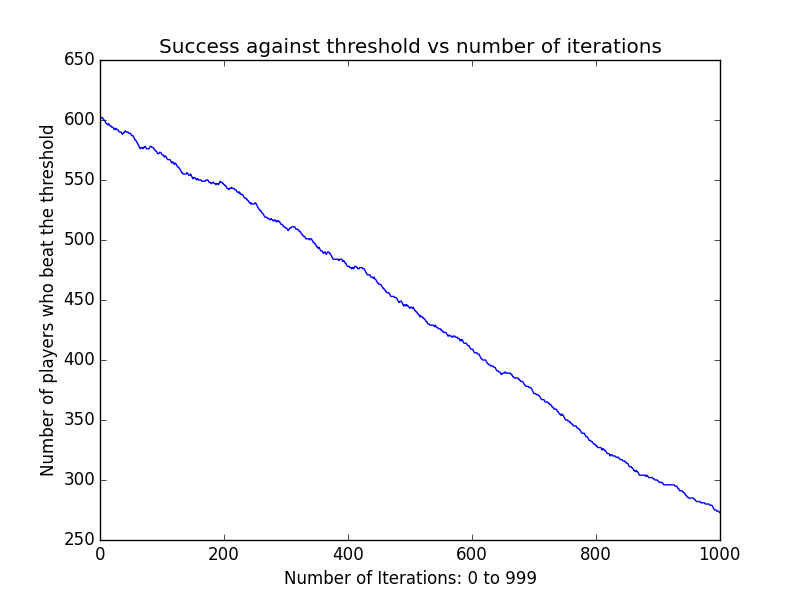 Success against threshold vs number of iterations
650
600
550
500
450
400
350
300
250
Number of players who beat the threshold
0 200 400 600 800 1000
Number of Iterations: 0 to 999